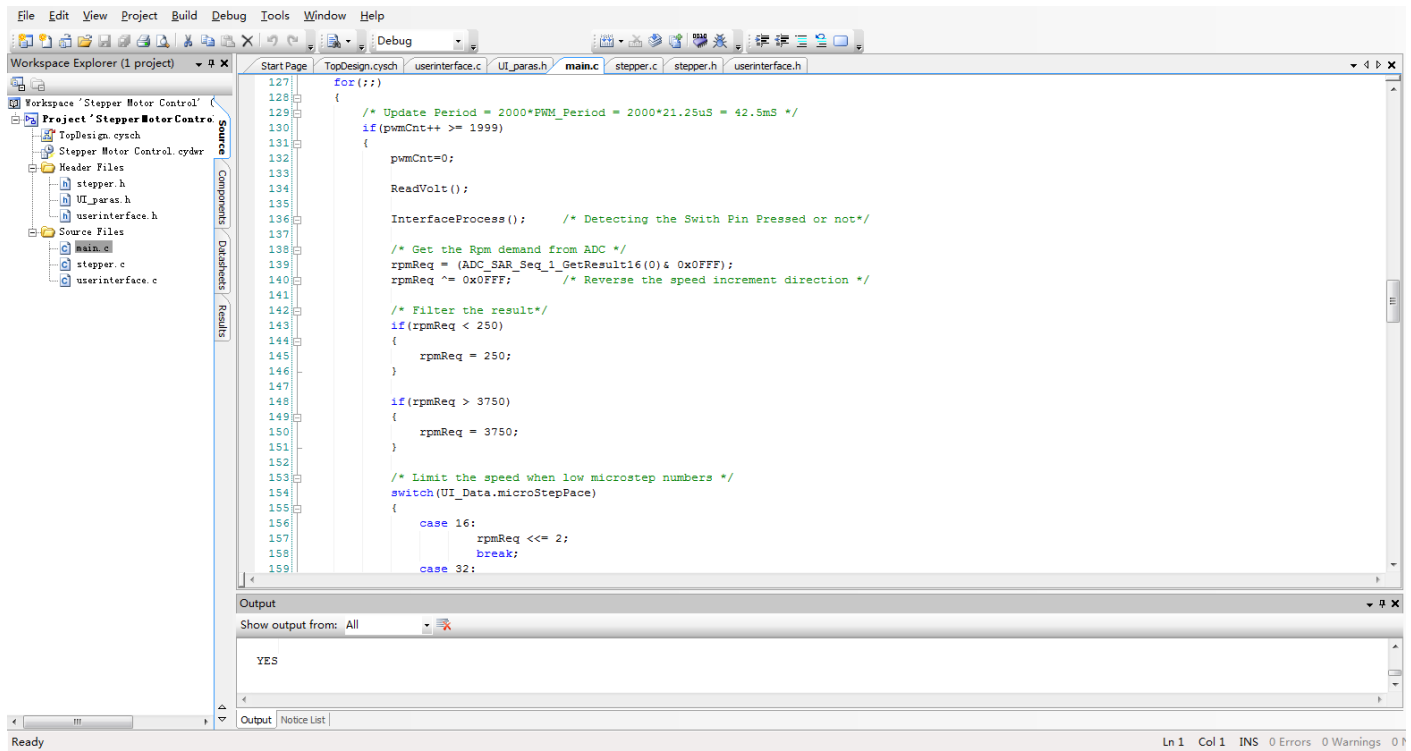 File Edit View Project Build Debug Tools Window Help
Debug
Workspace Explorer (1 project)
Workspace 'Stepper Motor Control' (
Project 'StepperMotorContro
TopDesign.cysch
Stepper Motor Control.cydwr
Header Files
stepper.h
UI_paras.h
userinterface.h
Source Files
main.c
stepper.c
userinterface.c
Source
Components
Datasheets
Results
Start Page TopDesign.cysch userinterface.c UI_paras.h main.c stepper.c stepper.h userinterface.h
127 for(;;)
128 {
129 /* Update Period = 2000*PWM_Period = 2000*21.25uS = 42.5mS */
130 if(pwmCnt++ >= 1999)
131 {
132 pwmCnt=0;
133
134 ReadVolt();
135
136 InterfaceProcess(); /* Detecting the Swith Pin Pressed or not*/
137
138 /* Get the Rpm demand from ADC */
139 rpmReq = (ADC_SAR_Seq_1_GetResult16(0)& 0x0FFF);
140 rpmReq ^= 0x0FFF; /* Reverse the speed increment direction */
141
142 /* Filter the result*/
143 if(rpmReq < 250)
144 {
145 rpmReq = 250;
146 }
147
148 if(rpmReq > 3750)
149 {
150 rpmReq = 3750;
151 }
152
153 /* Limit the speed when low microstep numbers */
154 switch(UI_Data.microStepPace)
155 {
156 case 16:
157 rpmReq <<= 2;
158 break;
159 case 32:
Output
Show output from: All
YES
Output Notice List
Ready Ln 1 Col 1 INS 0 Errors 0 Warnings 0 N